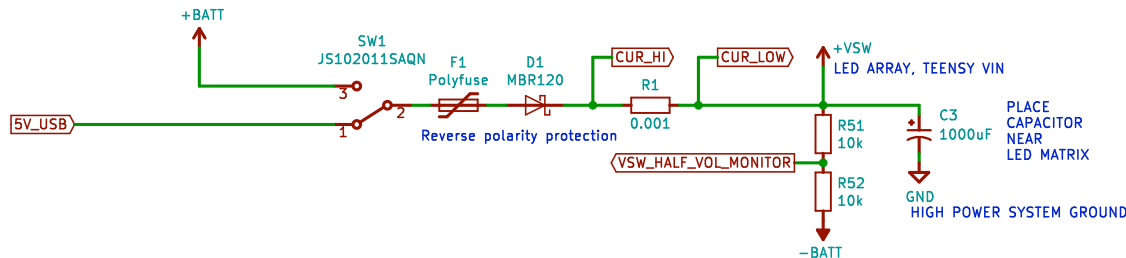 +BATT
SW1
JS102011SAQN
3
2
1
5V_USB
F1
Polyfuse
D1
MBR120
Reverse polarity protection
CUR_HI
R1
0.001
CUR_LOW
+VSW
LED ARRAY, TEENSY VIN
R51
10k
VSW_HALF_VOL_MONITOR
R52
10k
-BATT
C3
1000uF
PLACE
CAPACITOR
NEAR
LED MATRIX
GND
HIGH POWER SYSTEM GROUND